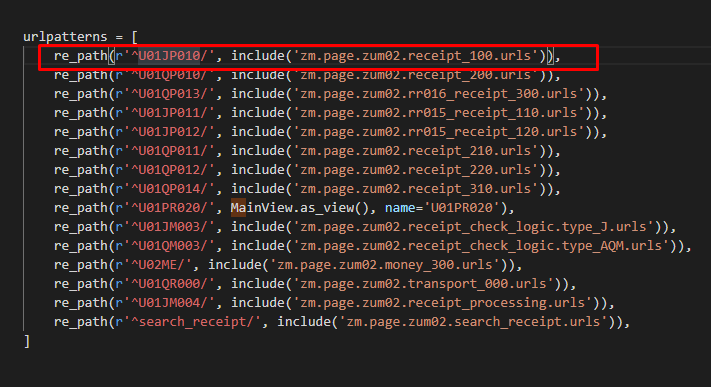 urlpatterns = [
    re_path(r'^U01JP010/', include('zm.page.zum02.receipt_100.urls')),
    re_path(r'^U01QP010/', include('zm.page.zum02.receipt_200.urls')),
    re_path(r'^U01QP013/', include('zm.page.zum02.rr016_receipt_300.urls')),
    re_path(r'^U01JP011/', include('zm.page.zum02.rr015_receipt_110.urls')),
    re_path(r'^U01JP012/', include('zm.page.zum02.rr015_receipt_120.urls')),
    re_path(r'^U01QP011/', include('zm.page.zum02.receipt_210.urls')),
    re_path(r'^U01QP012/', include('zm.page.zum02.receipt_220.urls')),
    re_path(r'^U01QP014/', include('zm.page.zum02.receipt_310.urls')),
    re_path(r'^U01PR020/', MainView.as_view(), name='U01PR020'),
    re_path(r'^U01JM003/', include('zm.page.zum02.receipt_check_logic.type_J.urls')),
    re_path(r'^U01QM003/', include('zm.page.zum02.receipt_check_logic.type_AQM.urls')),
    re_path(r'^U02ME/', include('zm.page.zum02.money_300.urls')),
    re_path(r'^U01QR000/', include('zm.page.zum02.transport_000.urls')),
    re_path(r'^U01JM004/', include('zm.page.zum02.receipt_processing.urls')),
    re_path(r'^search_receipt/', include('zm.page.zum02.search_receipt.urls')),
]